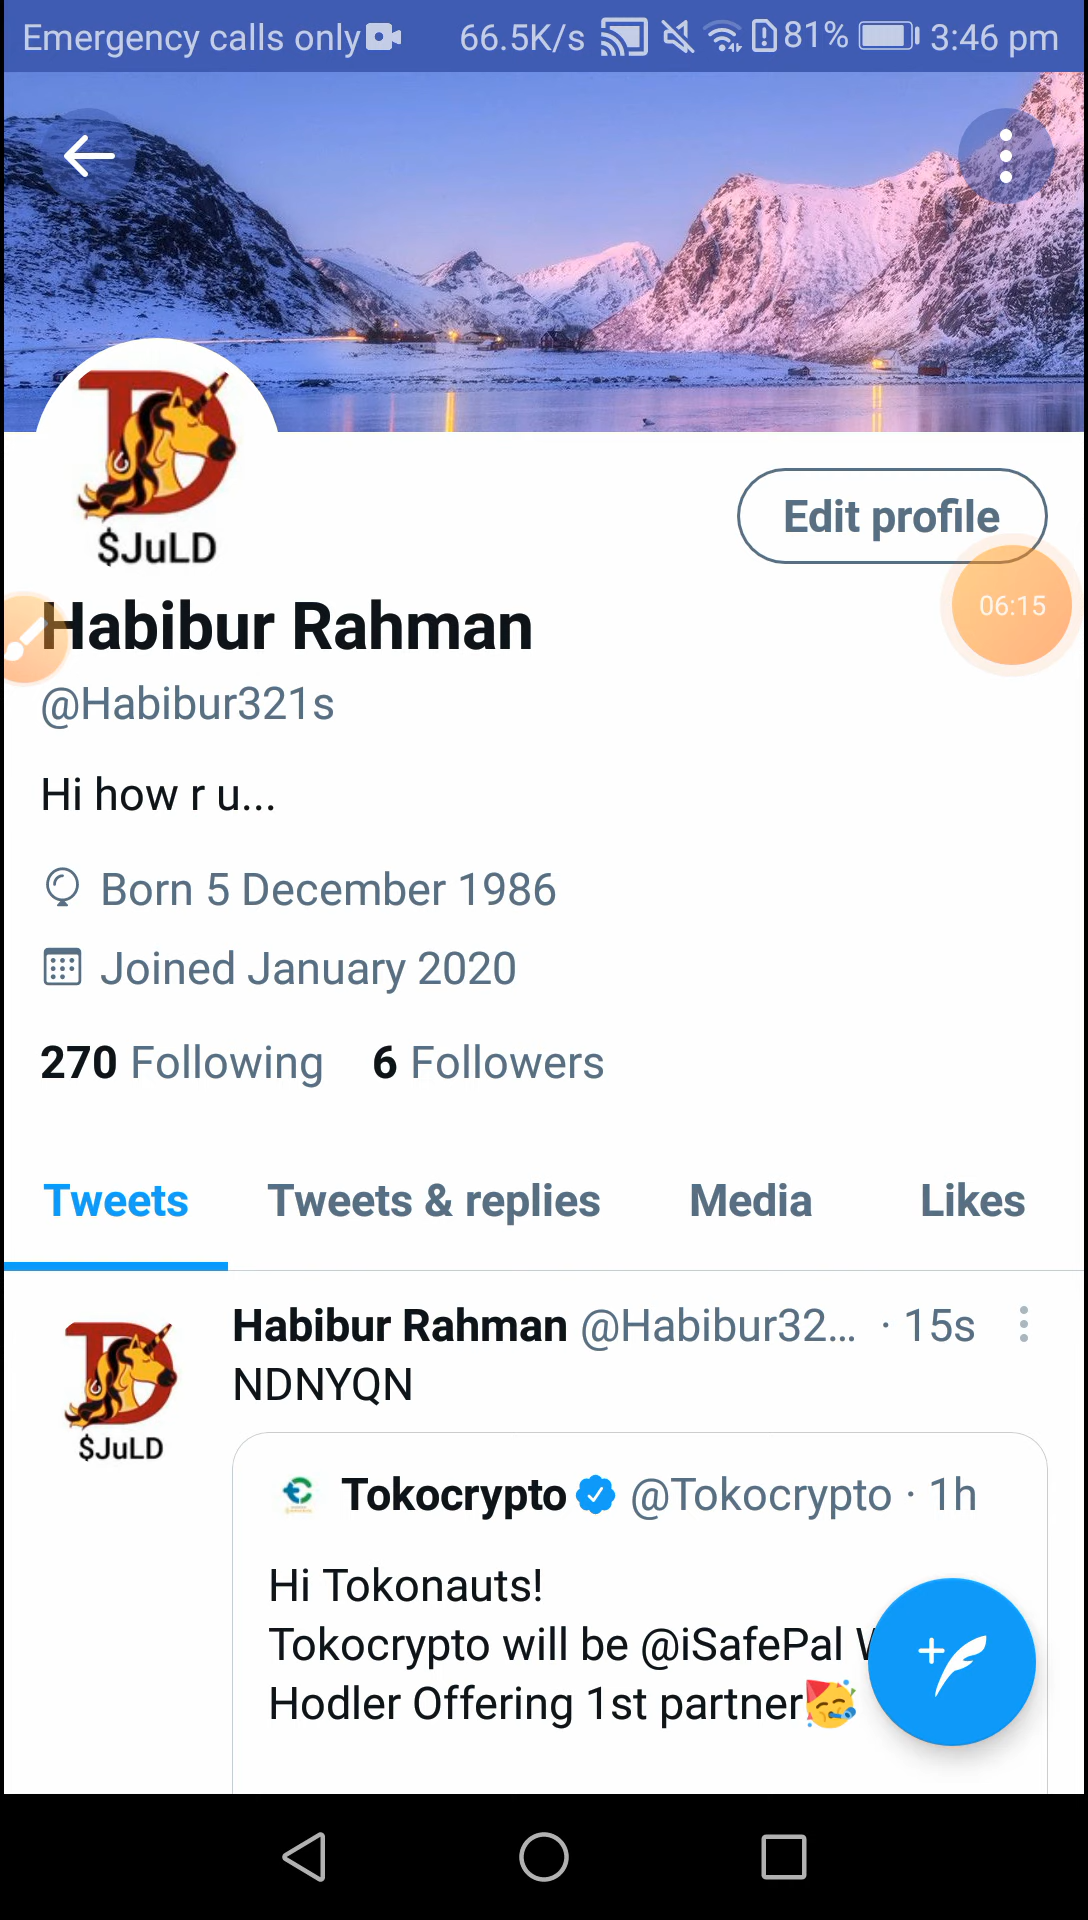 Emergency calls only 66.5K/s 81% 3:46 pm
$JuLD
Edit profile
06:15
Habibur Rahman
@Habibur321s
Hi how r u...
Born 5 December 1986
Joined January 2020
270 Following 6 Followers
Tweets Tweets & replies Media Likes
Habibur Rahman @Habibur32... · 15s
NDNYQN
$JuLD
Tokocrypto @Tokocrypto · 1h
Hi Tokonauts!
Tokocrypto will be @iSafePal
Hodler Offering 1st partner🥳